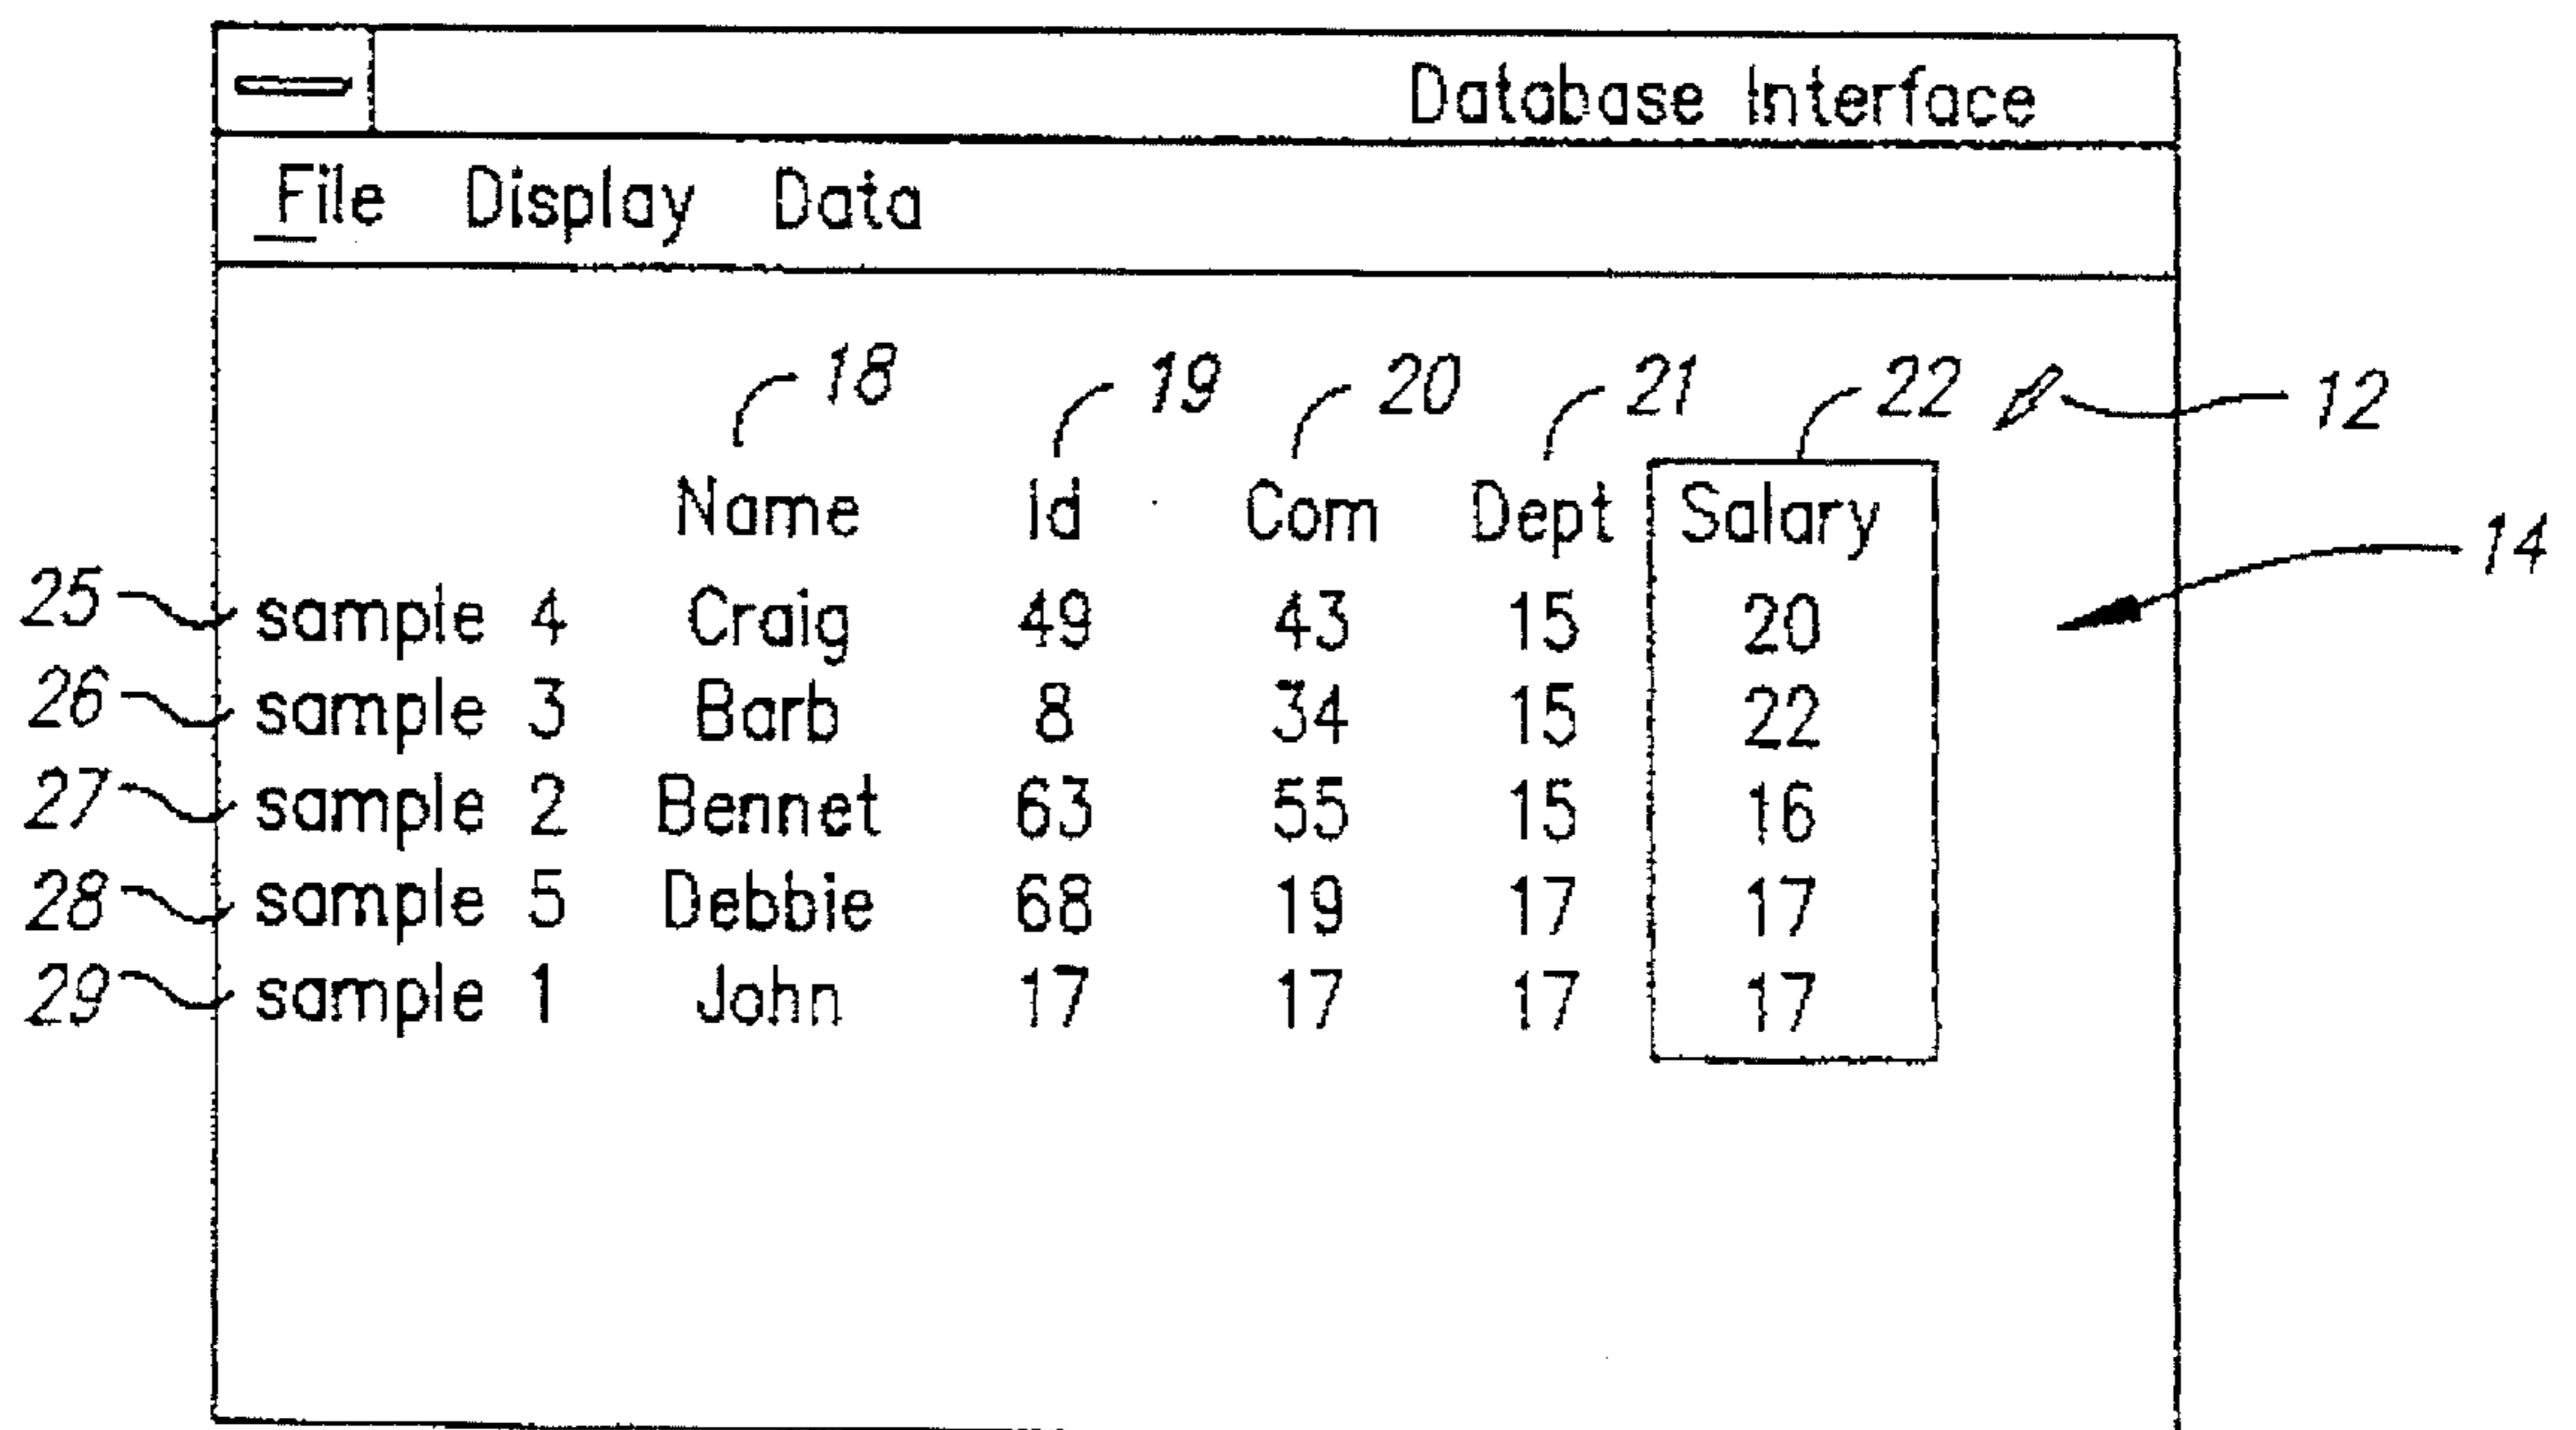 Database Interface
File Display Data
18 19 20 21 22 12
Name Id Com Dept Salary
14
25 sample 4 Craig 49 43 15 20
26 sample 3 Barb 8 34 15 22
27 sample 2 Bennet 63 55 15 16
28 sample 5 Debbie 68 19 17 17
29 sample 1 John 17 17 17 17